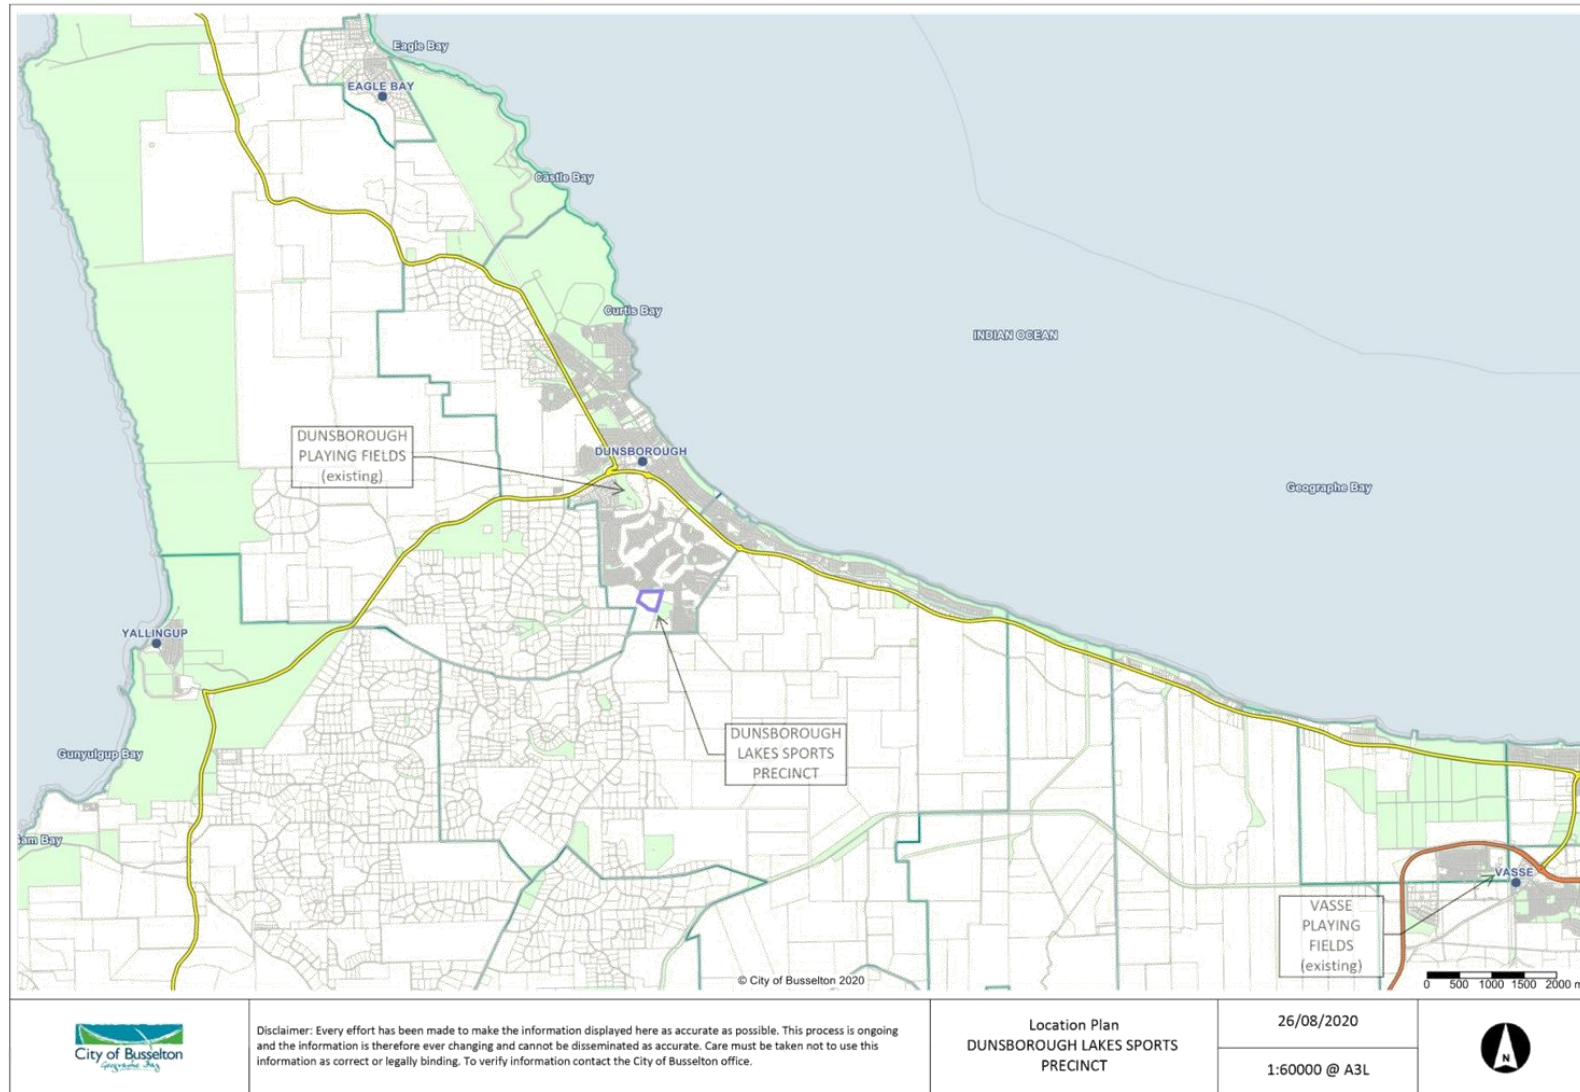 Eagle Bay
EAGLE BAY
Castle Bay
Curtis Bay
INDIAN OCEAN
DUNSBOROUGH
PLAYING FIELDS
(existing)
DUNSBOROUGH
Geographe Bay
YALLINGUP
DUNSBOROUGH
LAKES SPORTS
PRECINCT
Gunyulgup Bay
am Bay
VASSE
VASSE
PLAYING
FIELDS
(existing)
© City of Busselton 2020
0 500 1000 1500 2000 m
City of Busselton
Geographe Bay
Disclaimer: Every effort has been made to make the information displayed here as accurate as possible. This process is ongoing
and the information is therefore ever changing and cannot be disseminated as accurate. Care must be taken not to use this
information as correct or legally binding. To verify information contact the City of Busselton office.
Location Plan
DUNSBOROUGH LAKES SPORTS
PRECINCT
26/08/2020
1:60000 @ A3L
N